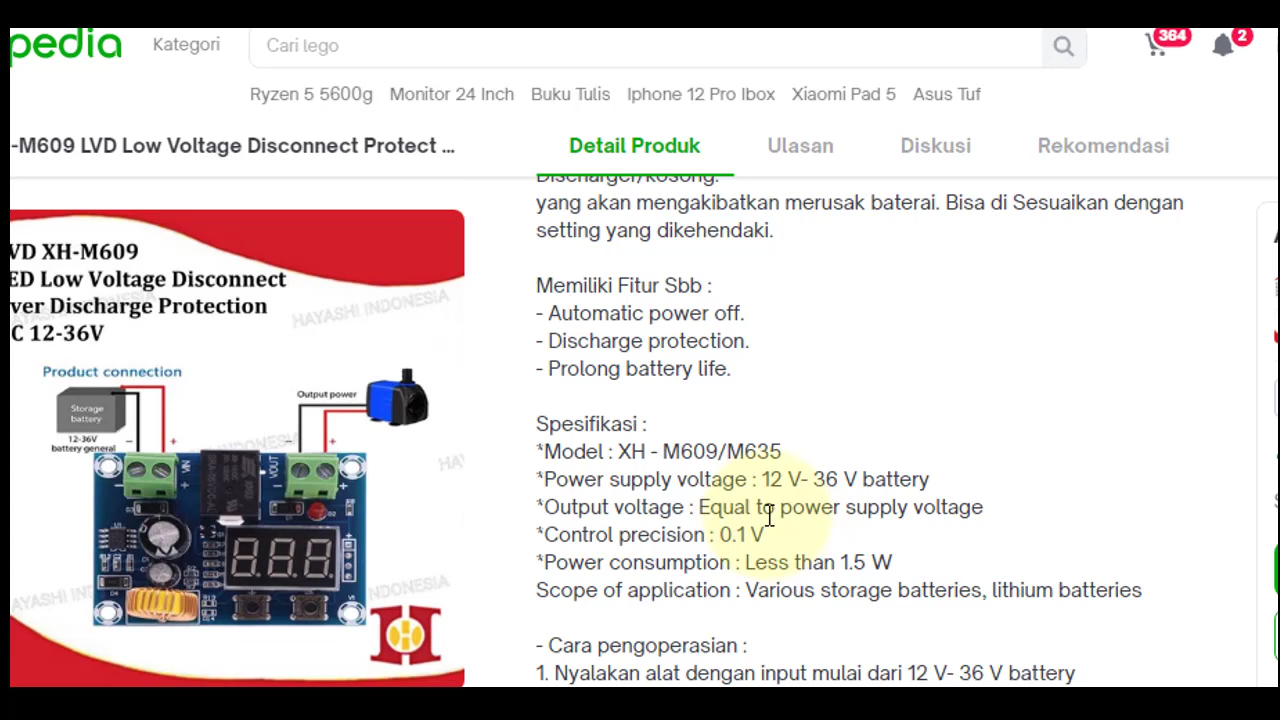 pedia
Kategori
Cari lego
364
2
Ryzen 5 5600g Monitor 24 Inch Buku Tulis Iphone 12 Pro Ibox Xiaomi Pad 5 Asus Tuf
-M609 LVD Low Voltage Disconnect Protect ...
Detail Produk Ulasan Diskusi Rekomendasi
Discharger/kosong.
yang akan mengakibatkan merusak baterai. Bisa di Sesuaikan dengan
setting yang dikehendaki.
Memiliki Fitur Sbb :
- Automatic power off.
- Discharge protection.
- Prolong battery life.
Spesifikasi :
*Model : XH - M609/M635
*Power supply voltage : 12 V- 36 V battery
*Output voltage : Equal to power supply voltage
*Control precision : 0.1 V
*Power consumption : Less than 1.5 W
Scope of application : Various storage batteries, lithium batteries
- Cara pengoperasian :
1. Nyalakan alat dengan input mulai dari 12 V- 36 V battery
VD XH-M609
ED Low Voltage Disconnect
ver Discharge Protection
C 12-36V
HAYASHI INDONESIA
Product connection
Storage
battery
12-36V
battery general
Output power
- +
- +
VIN
VOUT